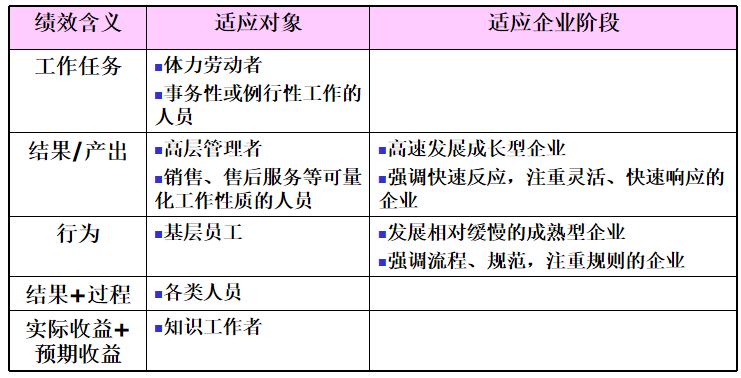 绩效含义 适应对象 适应企业阶段
工作任务 ▪体力劳动者
▪事务性或例行性工作的
人员
结果/产出 ▪高层管理者 ▪高速发展成长型企业
▪销售、售后服务等可量 ▪强调快速反应，注重灵活、快速响应的
化工作性质的人员 企业
行为 ▪基层员工 ▪发展相对缓慢的成熟型企业
▪强调流程、规范，注重规则的企业
结果+过程 ▪各类人员
实际收益+ ▪知识工作者
预期收益